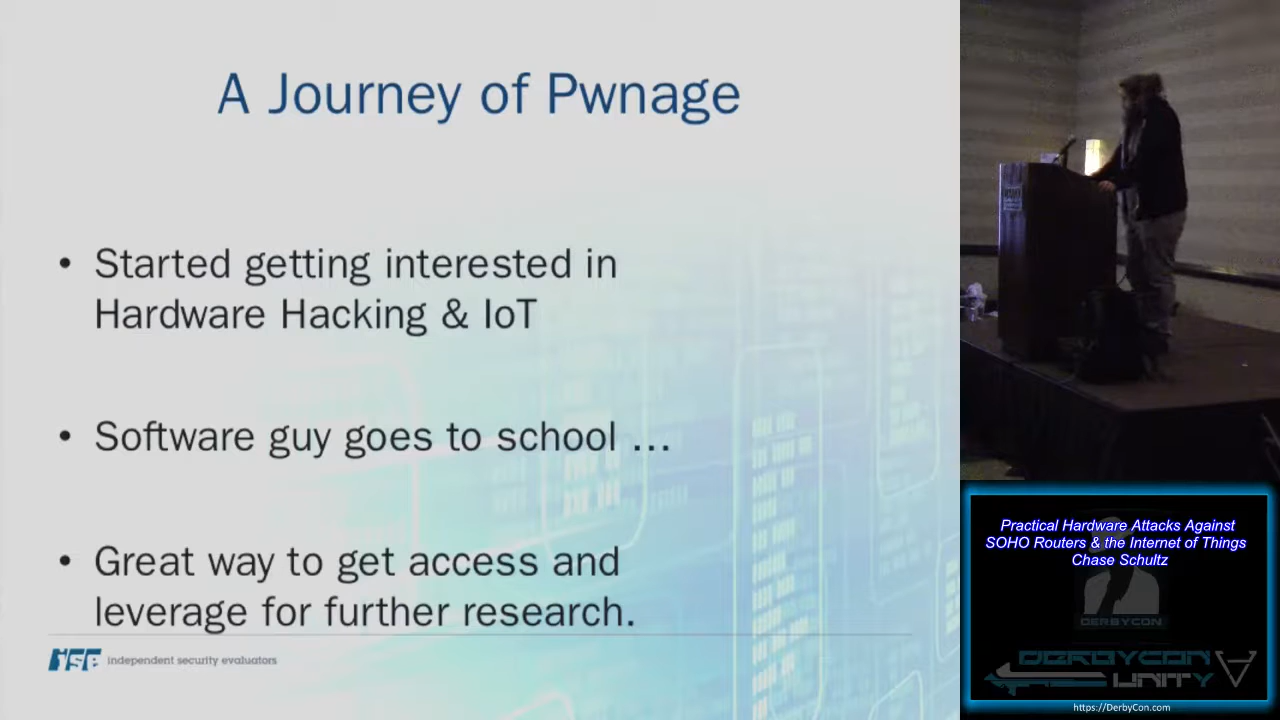 A Journey of Pwnage
• Started getting interested in
Hardware Hacking & IoT
• Software guy goes to school ...
• Great way to get access and
leverage for further research.
ise independent security evaluators
Practical Hardware Attacks Against
SOHO Routers & the Internet of Things
Chase Schultz
DERBYCON
DERBYCON
UNITY
https://DerbyCon.com